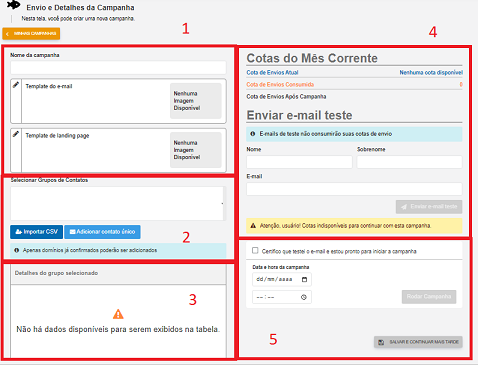 Envio e Detalhes da Campanha
Nesta tela, você pode criar uma nova campanha.
MINHAS CAMPANHAS
1
Nome da campanha
Template do e-mail
Nenhuma
Imagem
Disponível
Template de landing page
Nenhuma
Imagem
Disponível
Selecionar Grupos de Contatos
Importar CSV
Adicionar contato único
2
Apenas domínios já confirmados poderão ser adicionados
Detalhes do grupo selecionado
3
Não há dados disponíveis para serem exibidos na tabela.
4
Cotas do Mês Corrente
Cota de Envios Atual
Nenhuma cota disponível
Cota de Envios Consumida
0
Cota de Envios Após Campanha
Enviar e-mail teste
E-mails de teste não consumirão suas cotas de envio
Nome
Sobrenome
E-mail
Enviar e-mail teste
Atenção, usuário! Cotas indisponíveis para continuar com esta campanha.
Certifico que testei o e-mail e estou pronto para iniciar a campanha
Data e hora da campanha
dd/mm/aaaa
--:--
Rodar Campanha
5
SALVAR E CONTINUAR MAIS TARDE